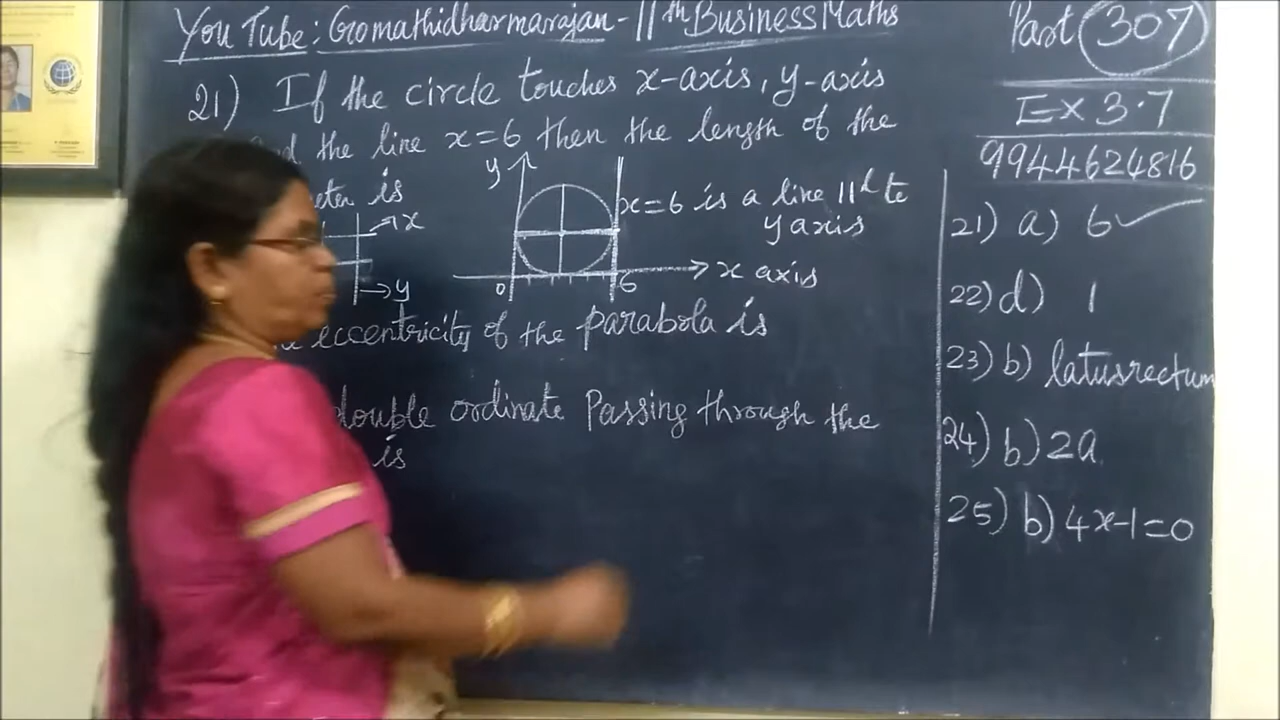 You Tube: Gomathidharmarajan - 11th Business Maths
Part 307
Ex 3.7
9944624816
21) If the circle touches x-axis, y-axis
the line x=6 then the length of the
is
y
x=6 is a line 11l to
y axis
x
0
6
x axis
y
eccentricity of the parabola is
double ordinate Passing through the
is
21) a) 6 ✓
22) d) 1
23) b) latusrectum
24) b) 2a
25) b) 4x-1=0